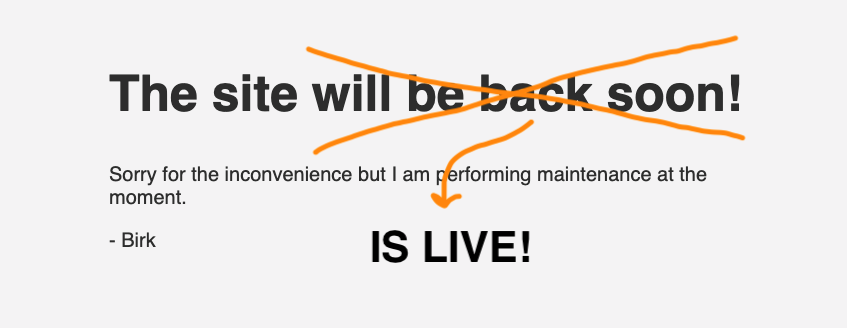 The site will be back soon!
Sorry for the inconvenience but I am performing maintenance at the
moment.
- Birk
IS LIVE!